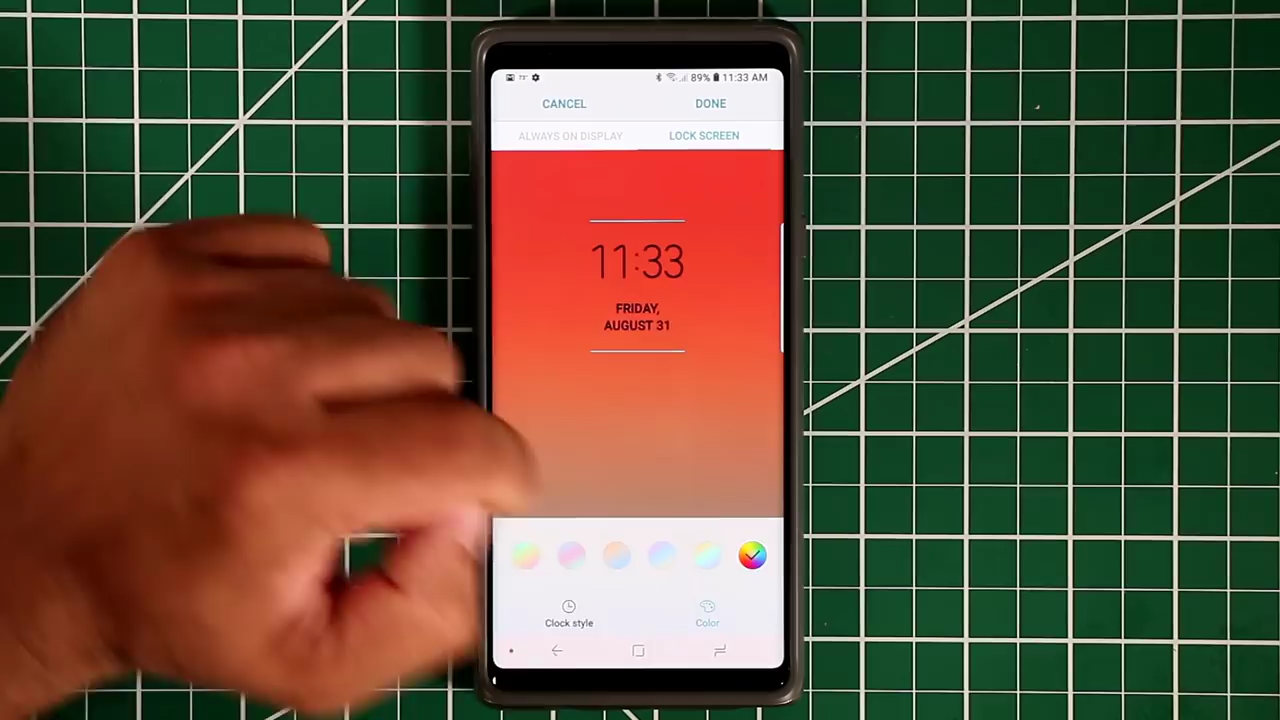 73° 89% 11:33 AM
CANCEL DONE
ALWAYS ON DISPLAY LOCK SCREEN
11:33
FRIDAY,
AUGUST 31
Clock style Color